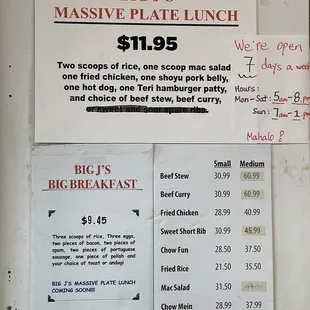 MASSIVE PLATE LUNCH
$11.95
Two scoops of rice, one scoop mac salad
one fried chicken, one shoyu pork belly,
one hot dog, one Teri hamburger patty,
and choice of beef stew, beef curry,
or sweet and sour spare ribs.
We're open
7 days a week
Hours:
Mon-Sat: 5am-8pm
Sun: 7am-1pm
Mahalo!
BIG J'S
BIG BREAKFAST
$9.45
Three scoops of rice, Three eggs,
two pieces of bacon, two pieces of
spam, two pieces of portuguese
sausage, one piece of polish and
your choice of toast or andagi
BIG J'S MASSIVE PLATE LUNCH
COMING SOON!!
Small Medium
Beef Stew 30.99 60.99
Beef Curry 30.99 60.99
Fried Chicken 28.99 40.99
Sweet Short Rib 30.99 48.99
Chow Fun 28.50 37.50
Fried Rice 21.50 35.50
Mac Salad 31.50
Chow Mein 28.99 37.99